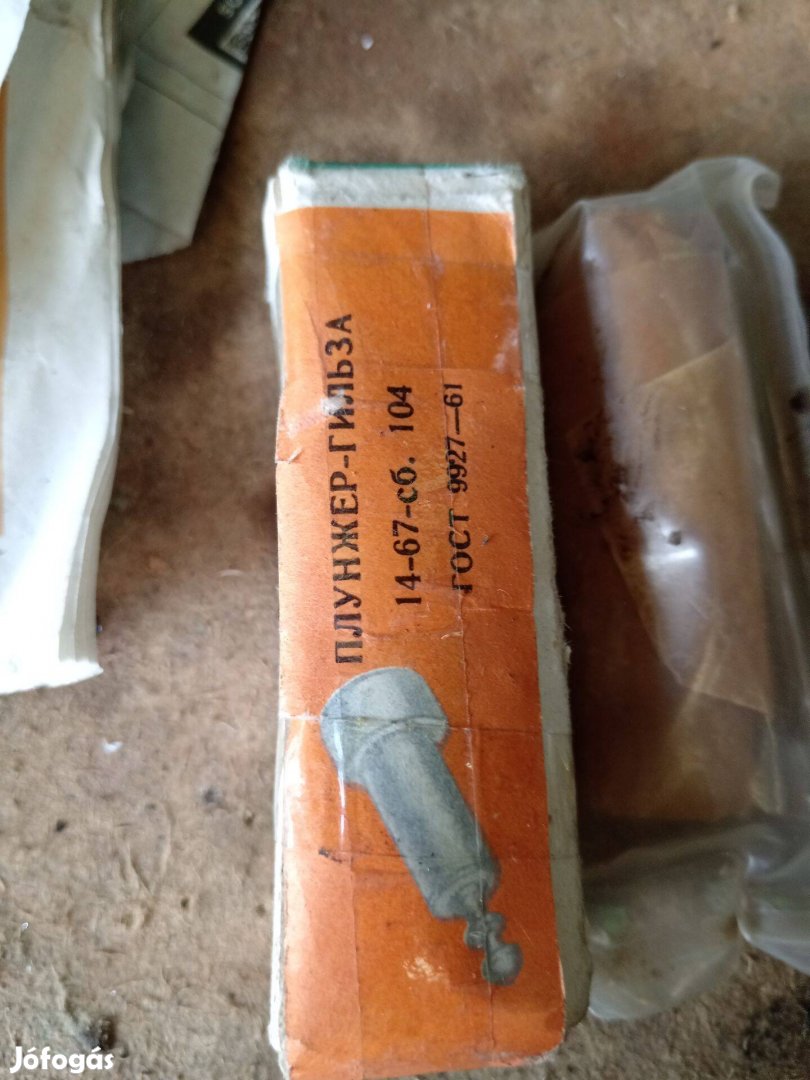 ПЛУНЖЕР-ГИЛЬЗА
14-67-сб. 104
ГОСТ 9927—61
Jófogás